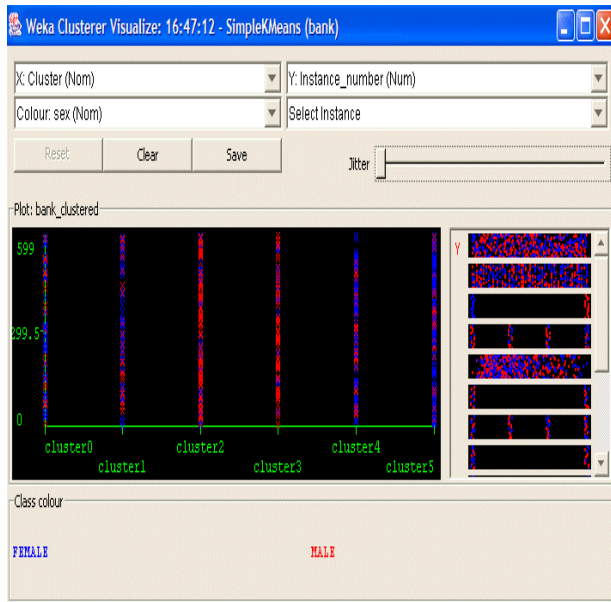 Weka Clusterer Visualize: 16:47:12 - SimpleKMeans (bank)
X: Cluster (Nom)
Y: Instance_number (Num)
Colour: sex (Nom)
Select Instance
Reset
Clear
Save
Jitter
Plot: bank_clustered
599
299.5
0
cluster0
cluster1
cluster2
cluster3
cluster4
cluster5
Y
Class colour
FEMALE
MALE